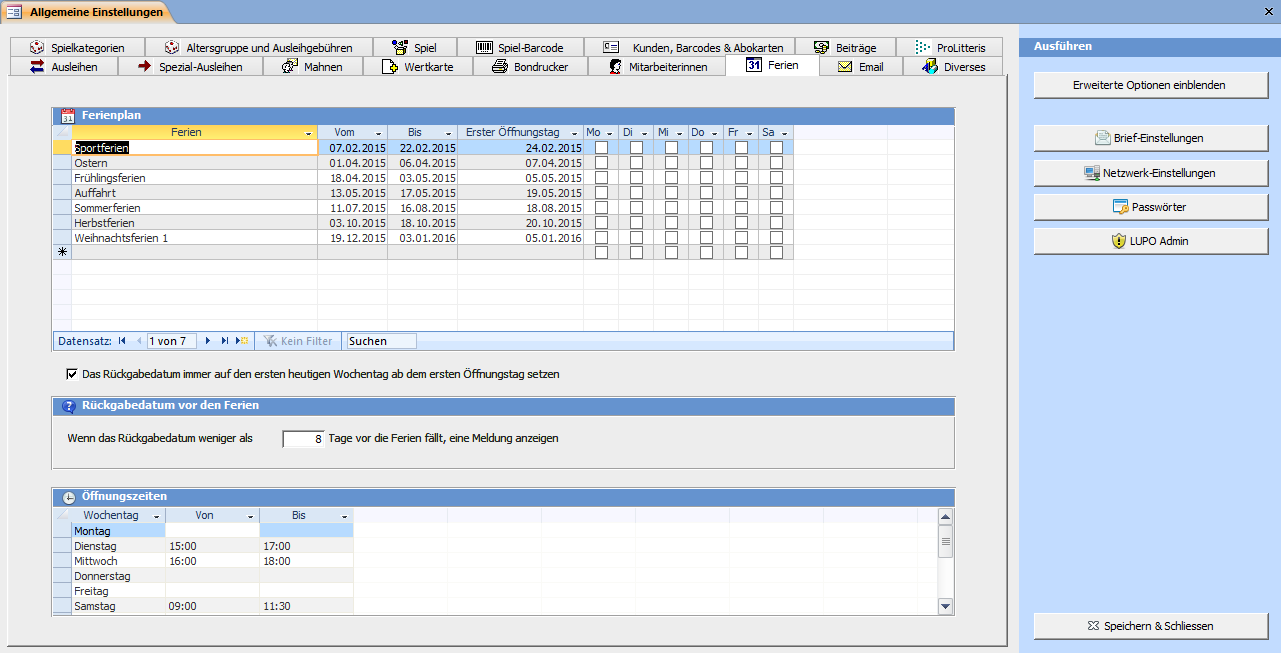 Allgemeine Einstellungen
Spielkategorien Altersgruppe und Ausleihgebühren Spiel Spiel-Barcode Kunden, Barcodes & Abokarten Beiträge ProLitteris
Ausleihen Spezial-Ausleihen Mahnen Wertkarte Bondrucker Mitarbeiterinnen 31 Ferien Email Diverses
31 Ferienplan
Ferien Vom Bis Erster Öffnungstag Mo Di Mi Do Fr Sa
Sportferien 07.02.2015 22.02.2015 24.02.2015
Ostern 01.04.2015 06.04.2015 07.04.2015
Frühlingsferien 18.04.2015 03.05.2015 05.05.2015
Auffahrt 13.05.2015 17.05.2015 19.05.2015
Sommerferien 11.07.2015 16.08.2015 18.08.2015
Herbstferien 03.10.2015 18.10.2015 20.10.2015
Weihnachtsferien 1 19.12.2015 03.01.2016 05.01.2016
Datensatz: 1 von 7 Kein Filter Suchen
Das Rückgabedatum immer auf den ersten heutigen Wochentag ab dem ersten Öffnungstag setzen
Rückgabedatum vor den Ferien
Wenn das Rückgabedatum weniger als 8 Tage vor die Ferien fällt, eine Meldung anzeigen
Öffnungszeiten
Wochentag Von Bis
Montag
Dienstag 15:00 17:00
Mittwoch 16:00 18:00
Donnerstag
Freitag
Samstag 09:00 11:30
Ausführen
Erweiterte Optionen einblenden
Brief-Einstellungen
Netzwerk-Einstellungen
Passwörter
LUPO Admin
Speichern & Schliessen